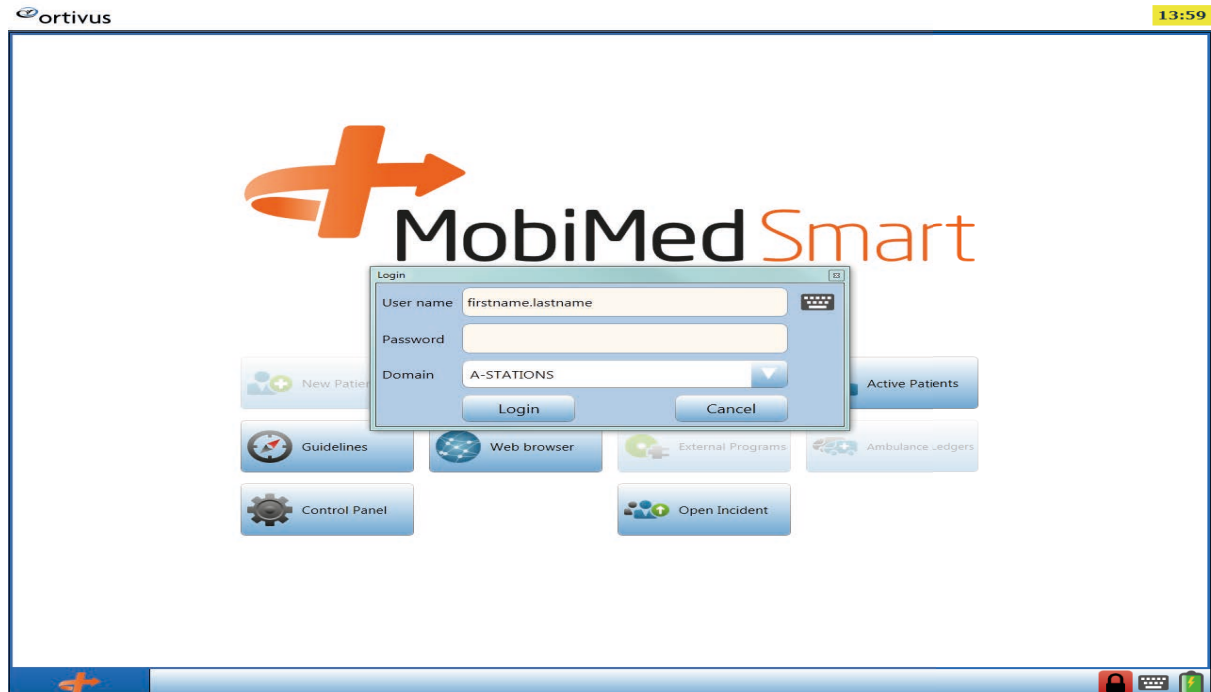 ortivus
13:59
MobiMed Smart
Login
User name firstname.lastname
Password
Domain A-STATIONS
Login Cancel
New Active Patients
Guidelines Web browser External Programs Ambulance Ledgers
Control Panel Open Incident